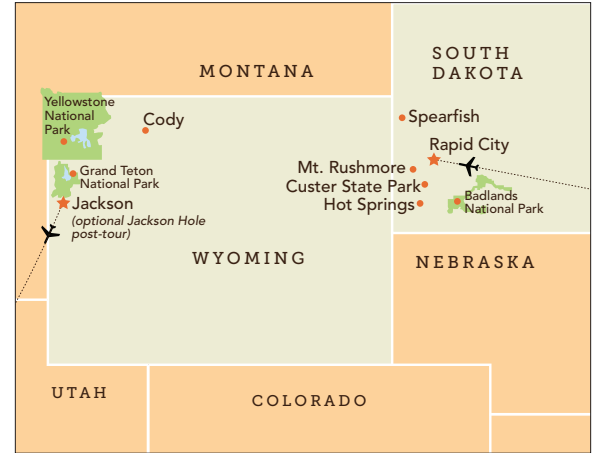 MONTANA
SOUTH
DAKOTA
Yellowstone
National
Park
Cody
Spearfish
Rapid City
Grand Teton
National Park
Mt. Rushmore
Custer State Park
Hot Springs
Badlands
National Park
Jackson
(optional Jackson Hole
post-tour)
WYOMING
NEBRASKA
UTAH
COLORADO